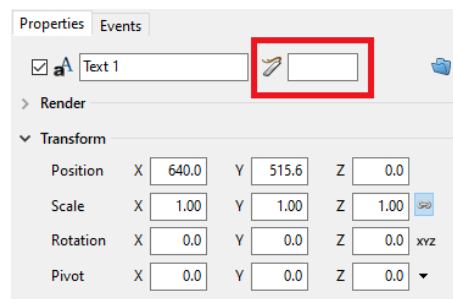 Properties Events
aA Text 1
Render
Transform
Position X 640.0 Y 515.6 Z 0.0
Scale X 1.00 Y 1.00 Z 1.00
Rotation X 0.0 Y 0.0 Z 0.0 xyz
Pivot X 0.0 Y 0.0 Z 0.0